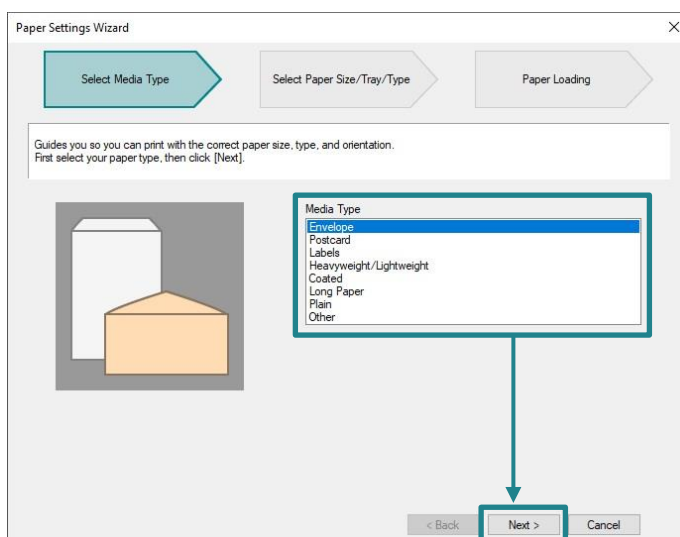 Paper Settings Wizard
Select Media Type
Select Paper Size/Tray/Type
Paper Loading
Guides you so you can print with the correct paper size, type, and orientation.
First select your paper type, then click [Next].
Media Type
Envelope
Postcard
Labels
Heavyweight/Lightweight
Coated
Long Paper
Plain
Other
< Back
Next >
Cancel